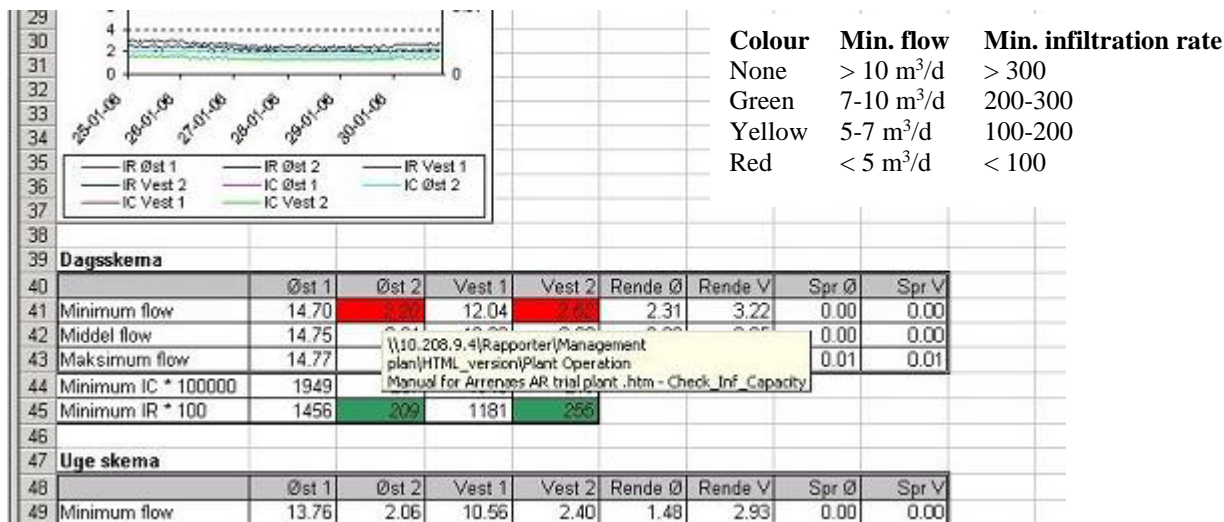 29
30 4
31 2
0 0
32
33
34 25-01-06 26-01-06 27-01-06 28-01-06 29-01-06 30-01-06
35 IR Øst 1 IR Øst 2 IR Vest 1
36 IR Vest 2 IC Øst 1 IC Øst 2
37 IC Vest 1 IC Vest 2
Colour Min. flow Min. infiltration rate
None > 10 m³/d > 300
Green 7-10 m³/d 200-300
Yellow 5-7 m³/d 100-200
Red < 5 m³/d < 100
38
39 Dagsskema
40 Øst 1 Øst 2 Vest 1 Vest 2 Rende Ø Rende V Spr Ø Spr V
41 Minimum flow 14.70 2.20 12.04 2.62 2.31 3.22 0.00 0.00
42 Middel flow 14.75 0.00 0.00
43 Maksimum flow 14.77 0.01 0.01
\\10.208.9.4\Rapporter\Management
plan\HTML_version\Plant Operation
Manual for Arrenæs AR trial plant .htm - Check_Inf_Capacity
44 Minimum IC * 100000 1949
45 Minimum IR * 100 1456 209 1181 255
46
47 Uge skema
48 Øst 1 Øst 2 Vest 1 Vest 2 Rende Ø Rende V Spr Ø Spr V
49 Minimum flow 13.76 2.06 10.56 2.40 1.48 2.93 0.00 0.00